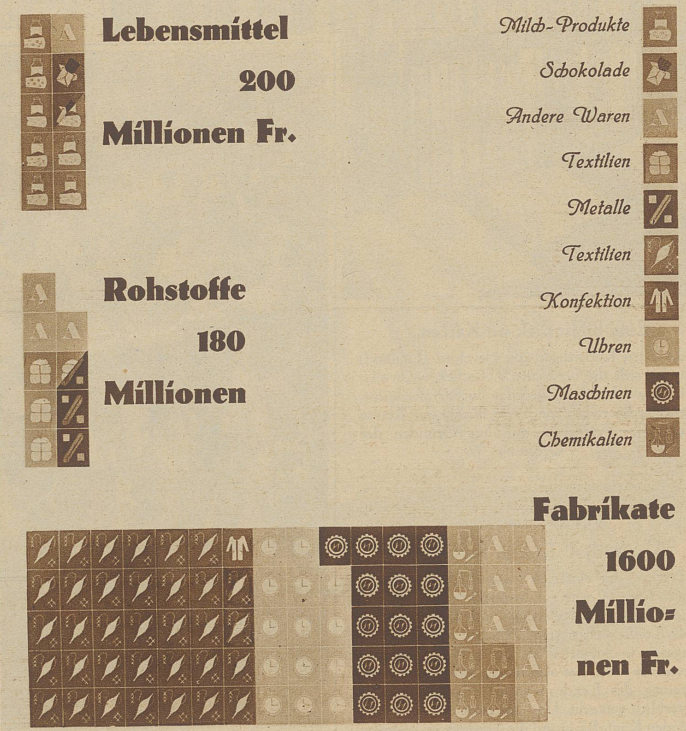 Lebensmittel
200
Millionen Fr.
Milch-Produkte
Schokolade
Andere Waren
Textilien
Metalle
Textilien
Konfektion
Uhren
Maschinen
Chemikalien
Rohstoffe
180
Millionen
Fabrikate
1600
Millio=
nen Fr.